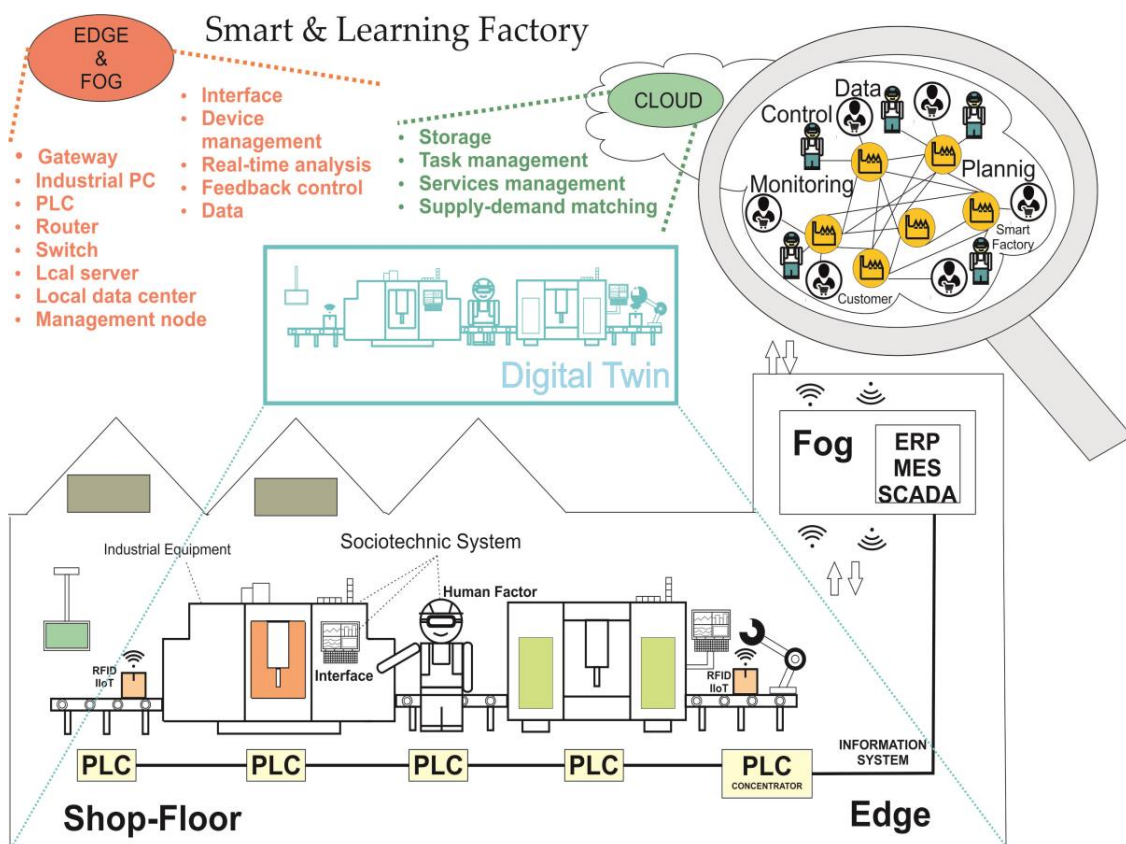 Smart & Learning Factory
EDGE
&
FOG
• Interface
• Device
management
• Real-time analysis
• Feedback control
• Data
• Gateway
• Industrial PC
• PLC
• Router
• Switch
• Lcal server
• Local data center
• Management node
CLOUD
• Storage
• Task management
• Services management
• Supply-demand matching
Data
Control
Plannig
Monitoring
Smart
Factory
Customer
Digital Twin
Fog
ERP
MES
SCADA
Industrial Equipment
Sociotechnic System
Human Factor
Interface
RFID
IIoT
RFID
IIoT
PLC
PLC
PLC
PLC
PLC
CONCENTRATOR
INFORMATION
SYSTEM
Shop-Floor
Edge